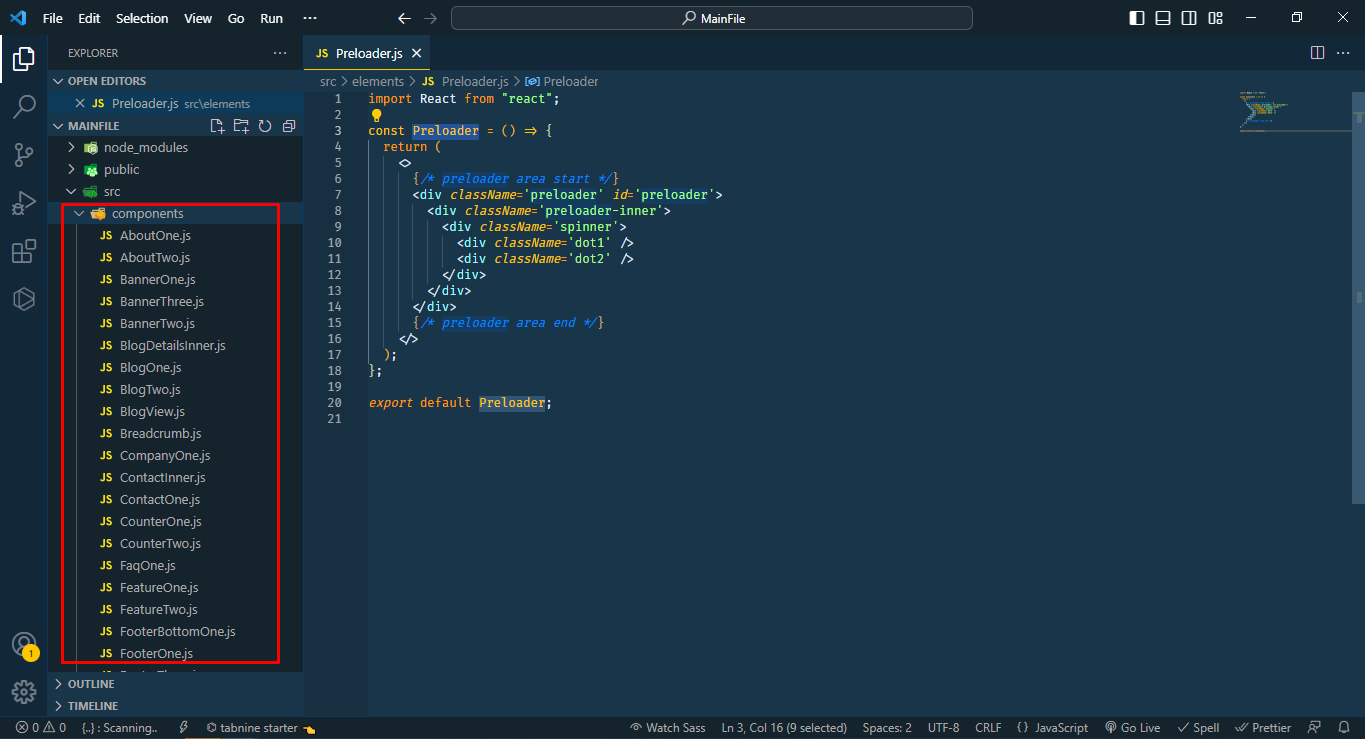 File Edit Selection View Go Run ··· MainFile
EXPLORER ···
OPEN EDITORS
JS Preloader.js src\elements
MAINFILE
node_modules
public
src
components
JS AboutOne.js
JS AboutTwo.js
JS BannerOne.js
JS BannerThree.js
JS BannerTwo.js
JS BlogDetailsInner.js
JS BlogOne.js
JS BlogTwo.js
JS BlogView.js
JS Breadcrumb.js
JS CompanyOne.js
JS ContactInner.js
JS ContactOne.js
JS CounterOne.js
JS CounterTwo.js
JS FaqOne.js
JS FeatureOne.js
JS FeatureTwo.js
JS FooterBottomOne.js
JS FooterOne.js
OUTLINE
TIMELINE
1
JS Preloader.js
src > elements > JS Preloader.js > Preloader
1 import React from "react";
2
3 const Preloader = () => {
4 return (
5 <>
6 {/* preloader area start */}
7 <div className='preloader' id='preloader'>
8 <div className='preloader-inner'>
9 <div className='spinner'>
10 <div className='dot1' />
11 <div className='dot2' />
12 </div>
13 </div>
14 </div>
15 {/* preloader area end */}
16 </>
17 );
18 };
19
20 export default Preloader;
21
0 0 {..} : Scanning.. tabnine starter Watch Sass Ln 3, Col 16 (9 selected) Spaces: 2 UTF-8 CRLF {} JavaScript Go Live Spell Prettier